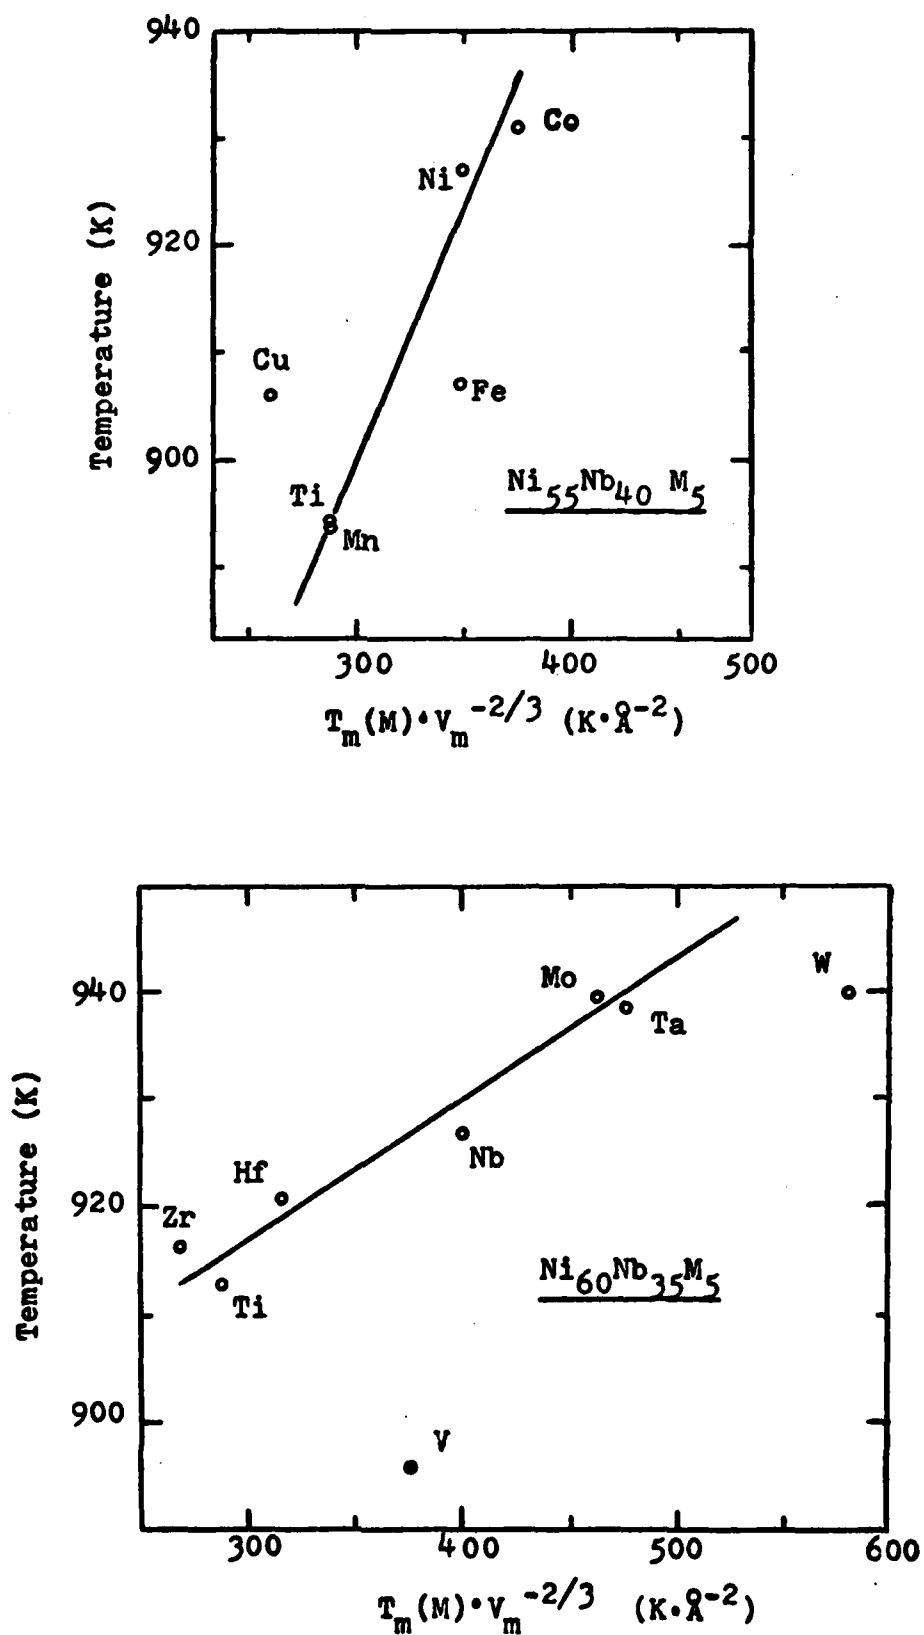 940
920
900
Temperature (K)
Co
Ni
Cu
Fe
Ti
Mn
Ni₅₅Nb₄₀ M₅
300 400 500
Tₘ(M)·Vₘ⁻²/³ (K·Å⁻²)
940
920
900
Temperature (K)
W
Mo
Ta
Nb
Hf
Zr
Ti
Ni₆₀Nb₃₅M₅
V
300 400 500 600
Tₘ(M)·Vₘ⁻²/³ (K·Å⁻²)